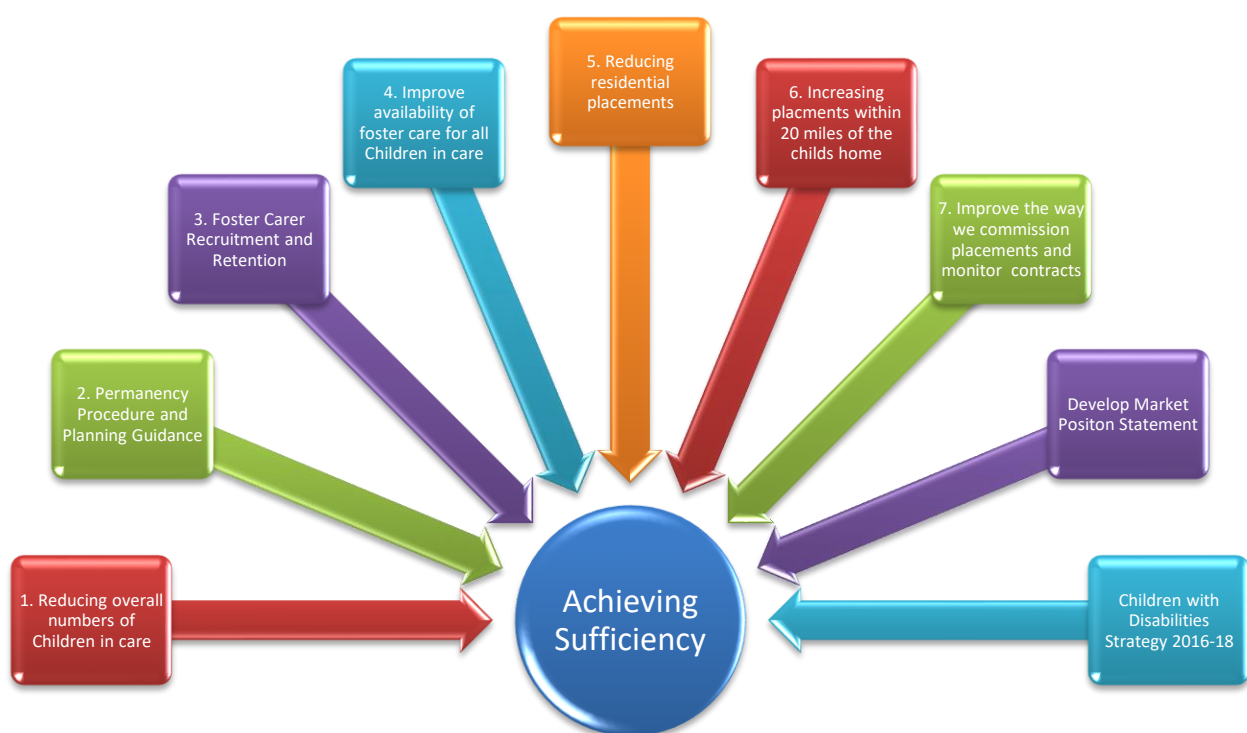 1. Reducing overall
numbers of
Children in care
2. Permanency
Procedure and
Planning Guidance
3. Foster Carer
Recruitment and
Retention
4. Improve
availability of
foster care for all
Children in care
5. Reducing
residential
placements
6. Increasing
placments within
20 miles of the
childs home
7. Improve the way
we commission
placements and
monitor contracts
Develop Market
Positon Statement
Children with
Disabilities
Strategy 2016-18
Achieving
Sufficiency